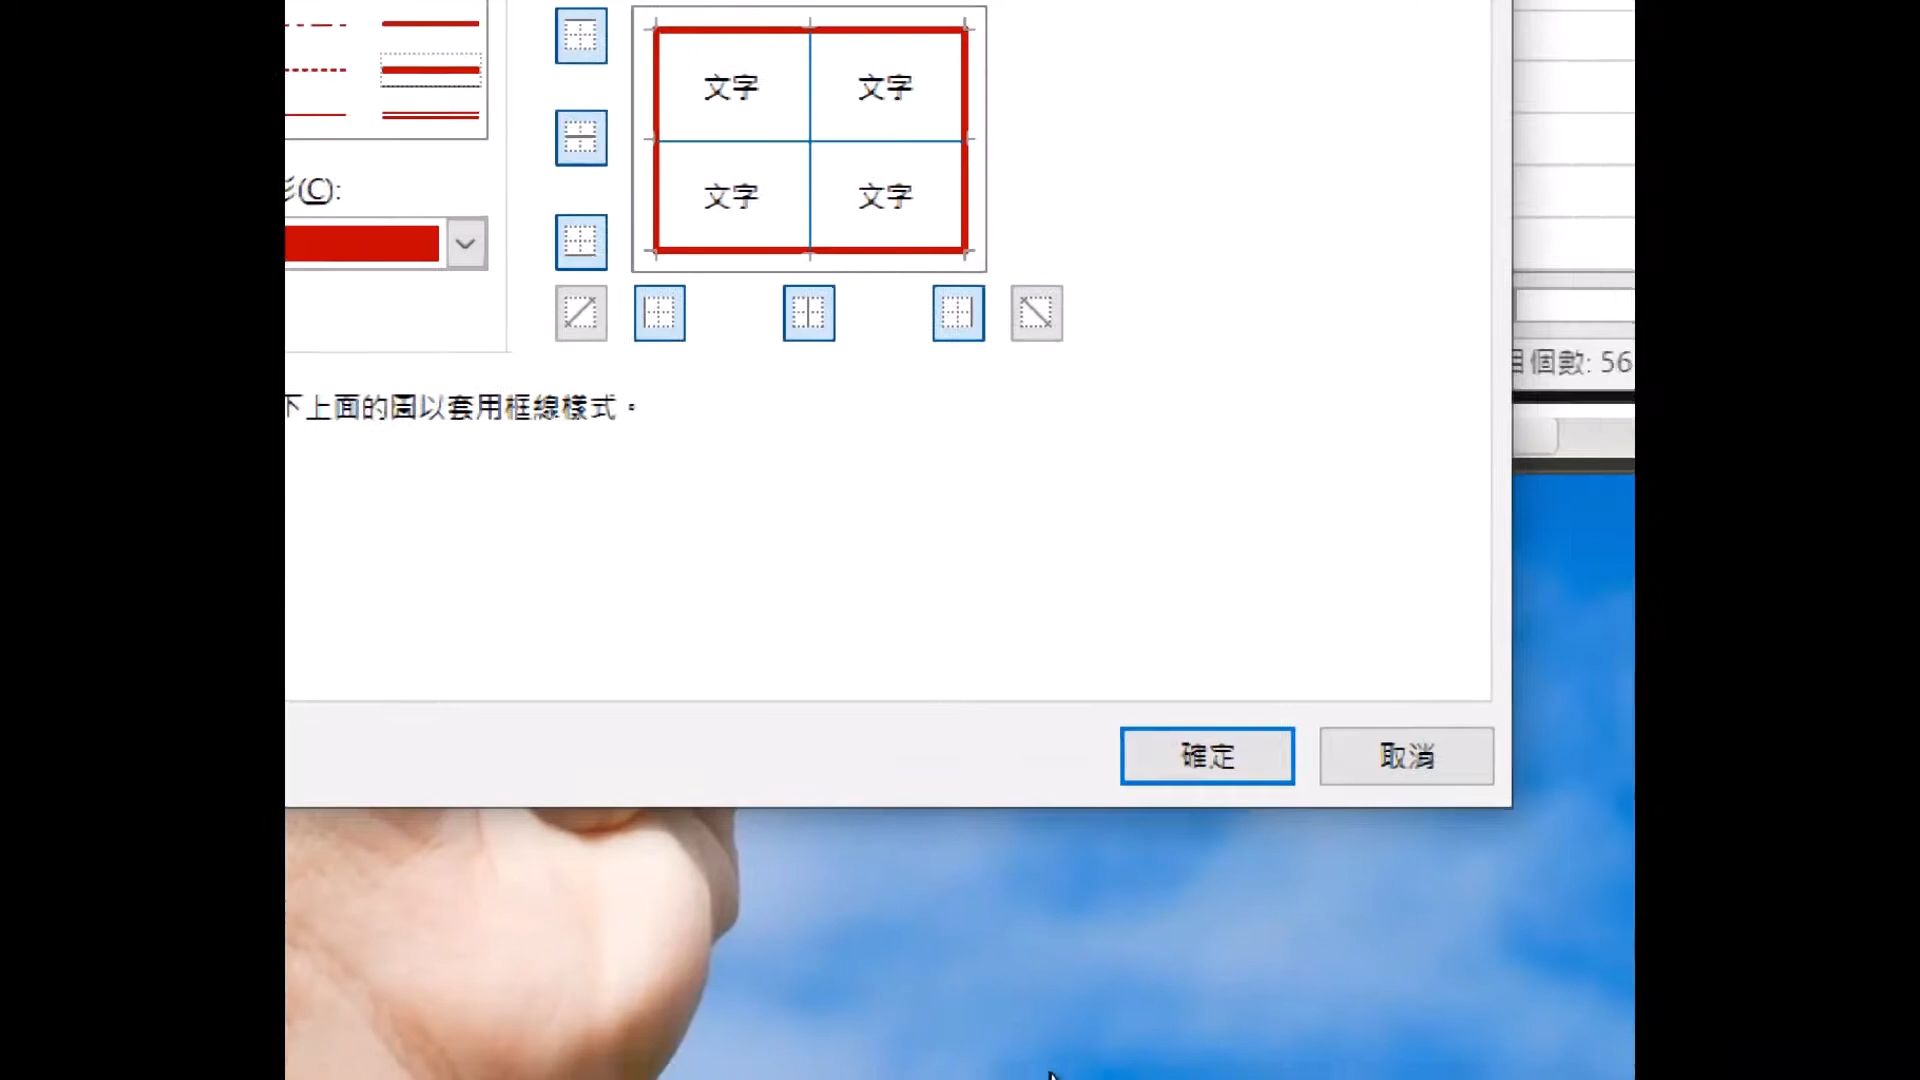 文字 文字
文字 文字
(C):
個數: 56
下上面的圖以套用框線樣式。
確定 取消